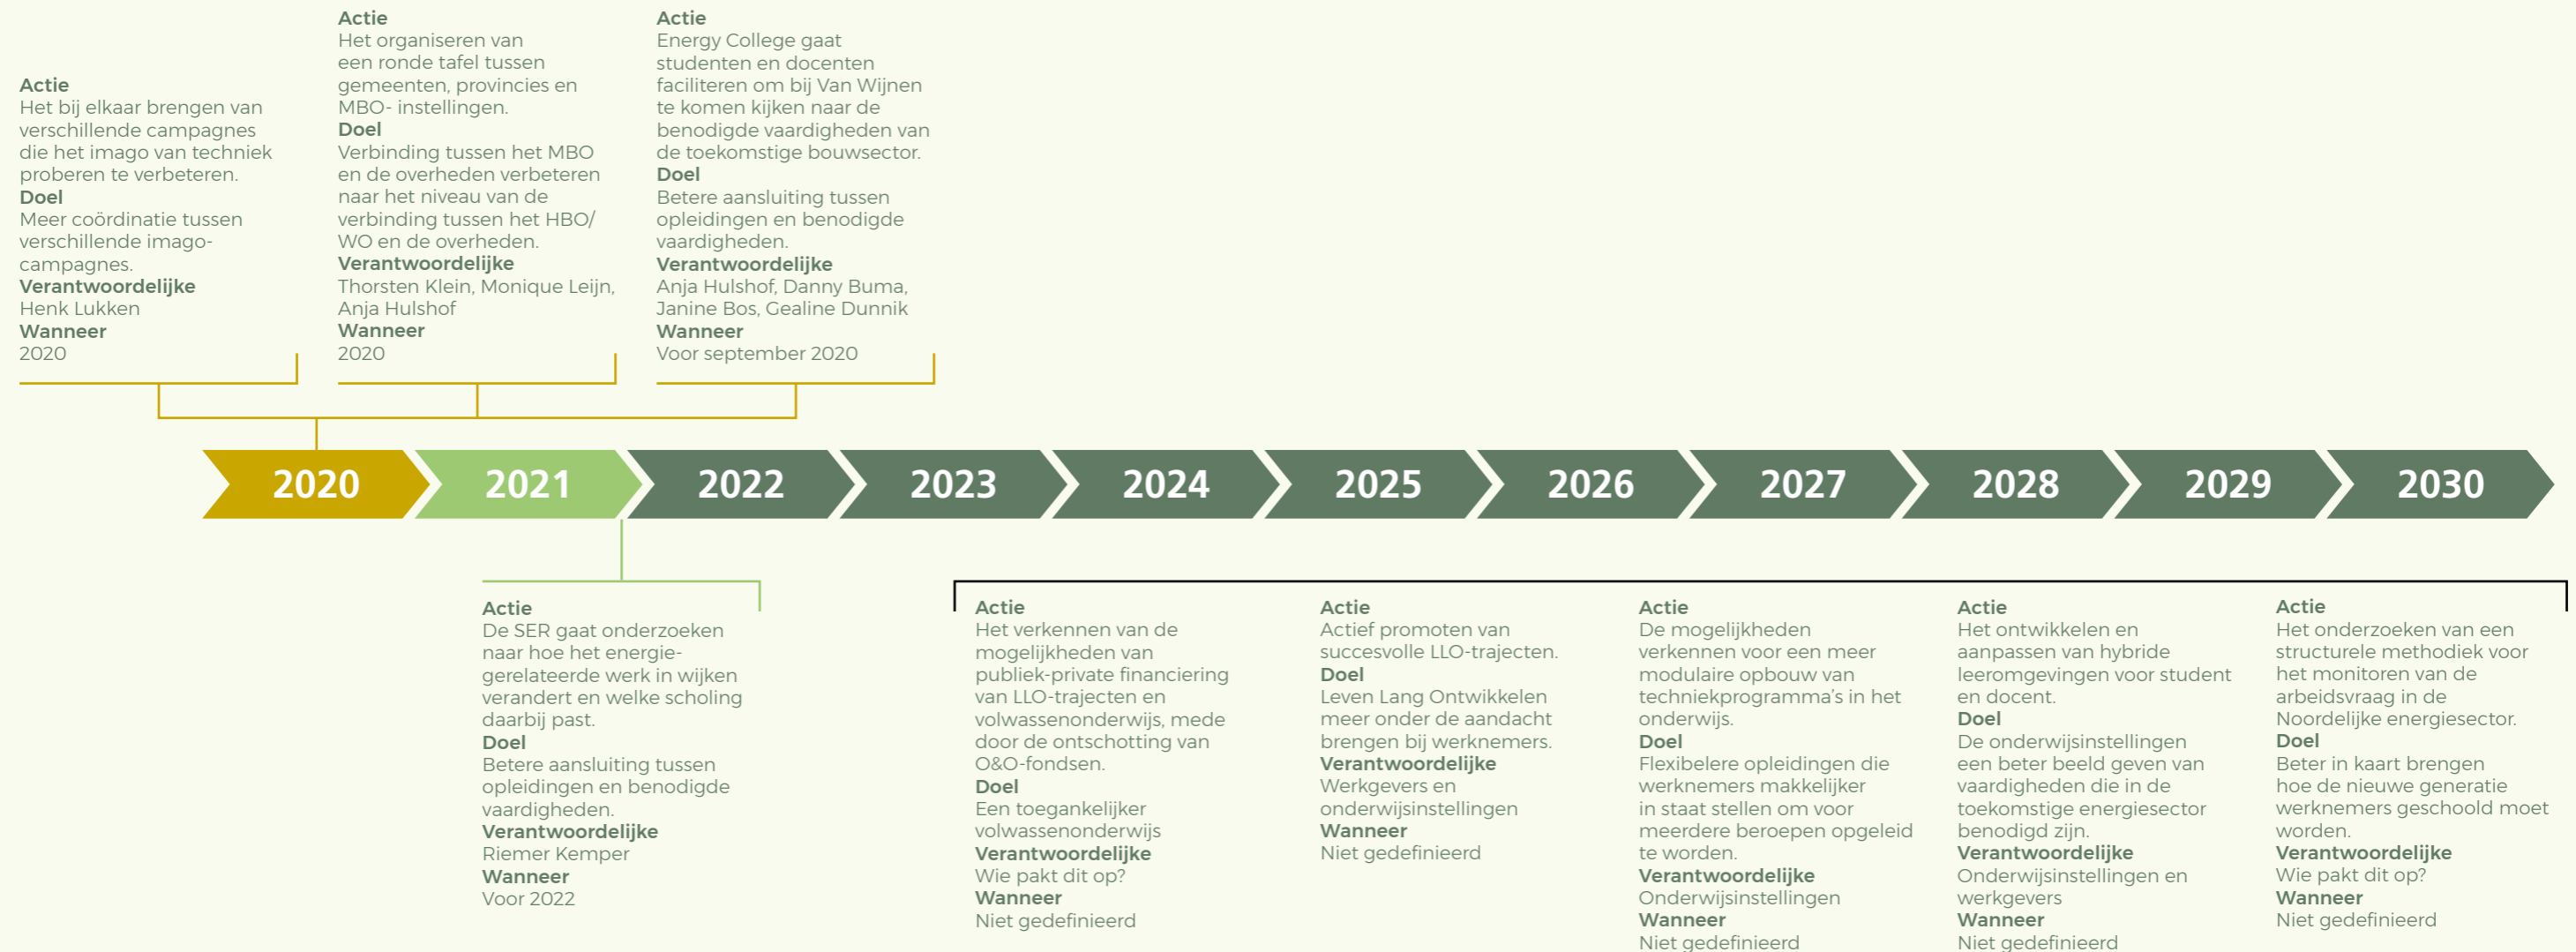 Actie
Het bij elkaar brengen van
verschillende campagnes
die het imago van techniek
proberen te verbeteren.
Doel
Meer coördinatie tussen
verschillende imago-
campagnes.
Verantwoordelijke
Henk Lukken
Wanneer
2020
Actie
Het organiseren van
een ronde tafel tussen
gemeenten, provincies en
MBO- instellingen.
Doel
Verbinding tussen het MBO
en de overheden verbeteren
naar het niveau van de
verbinding tussen het HBO/
WO en de overheden.
Verantwoordelijke
Thorsten Klein, Monique Leijn,
Anja Hulshof
Wanneer
2020
Actie
Energy College gaat
studenten en docenten
faciliteren om bij Van Wijnen
te komen kijken naar de
benodigde vaardigheden van
de toekomstige bouwsector.
Doel
Betere aansluiting tussen
opleidingen en benodigde
vaardigheden.
Verantwoordelijke
Anja Hulshof, Danny Buma,
Janine Bos, Gealine Dunnik
Wanneer
Voor september 2020
2020
2021
2022
2023
2024
2025
2026
2027
2028
2029
2030
Actie
De SER gaat onderzoeken
naar hoe het energie-
gerelateerde werk in wijken
verandert en welke scholing
daarbij past.
Doel
Betere aansluiting tussen
opleidingen en benodigde
vaardigheden.
Verantwoordelijke
Riemer Kemper
Wanneer
Voor 2022
Actie
Het verkennen van de
mogelijkheden van
publiek-private financiering
van LLO-trajecten en
volwassenonderwijs, mede
door de ontschotting van
O&O-fondsen.
Doel
Een toegankelijker
volwassenonderwijs
Verantwoordelijke
Wie pakt dit op?
Wanneer
Niet gedefinieerd
Actie
Actief promoten van
succesvolle LLO-trajecten.
Doel
Leven Lang Ontwikkelen
meer onder de aandacht
brengen bij werknemers.
Verantwoordelijke
Werkgevers en
onderwijsinstellingen
Wanneer
Niet gedefinieerd
Actie
De mogelijkheden
verkennen voor een meer
modulaire opbouw van
techniekprogramma's in het
onderwijs.
Doel
Flexibelere opleidingen die
werknemers makkelijker
in staat stellen om voor
meerdere beroepen opgeleid
te worden.
Verantwoordelijke
Onderwijsinstellingen
Wanneer
Niet gedefinieerd
Actie
Het ontwikkelen en
aanpassen van hybride
leeromgevingen voor student
en docent.
Doel
De onderwijsinstellingen
een beter beeld geven van
vaardigheden die in de
toekomstige energiesector
benodigd zijn.
Verantwoordelijke
Onderwijsinstellingen en
werkgevers
Wanneer
Niet gedefinieerd
Actie
Het onderzoeken van een
structurele methodiek voor
het monitoren van de
arbeidsvraag in de
Noordelijke energiesector.
Doel
Beter in kaart brengen
hoe de nieuwe generatie
werknemers geschoold moet
worden.
Verantwoordelijke
Wie pakt dit op?
Wanneer
Niet gedefinieerd